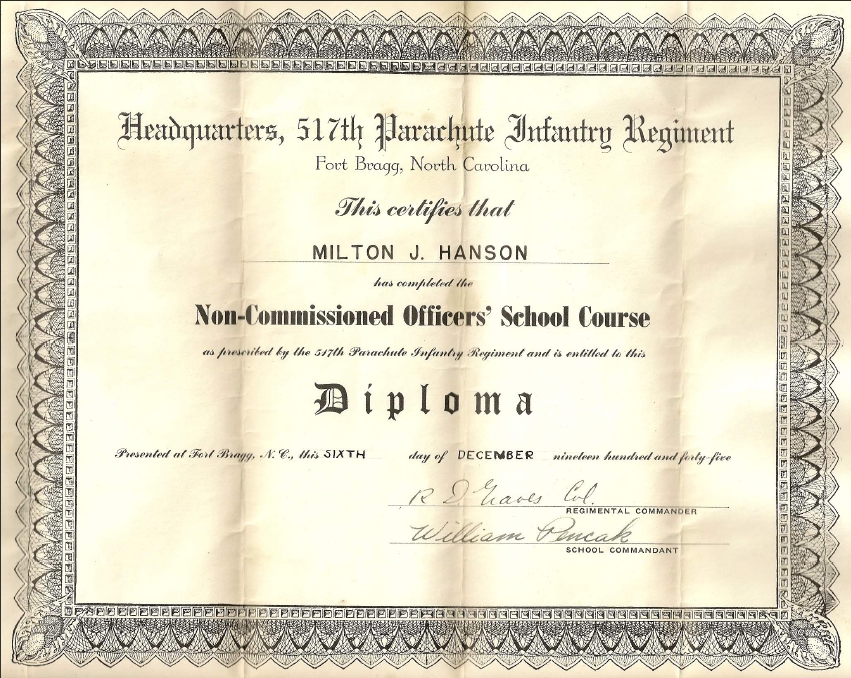 Headquarters, 517th Parachute Infantry Regiment
Fort Bragg, North Carolina
This certifies that
MILTON J. HANSON
has completed the
Non-Commissioned Officers' School Course
as prescribed by the 517th Parachute Infantry Regiment and is entitled to this
Diploma
Presented at Fort Bragg, N. C., this SIXTH day of DECEMBER nineteen hundred and forty-five
R D Graves Col.
REGIMENTAL COMMANDER
William Pencak
SCHOOL COMMANDANT